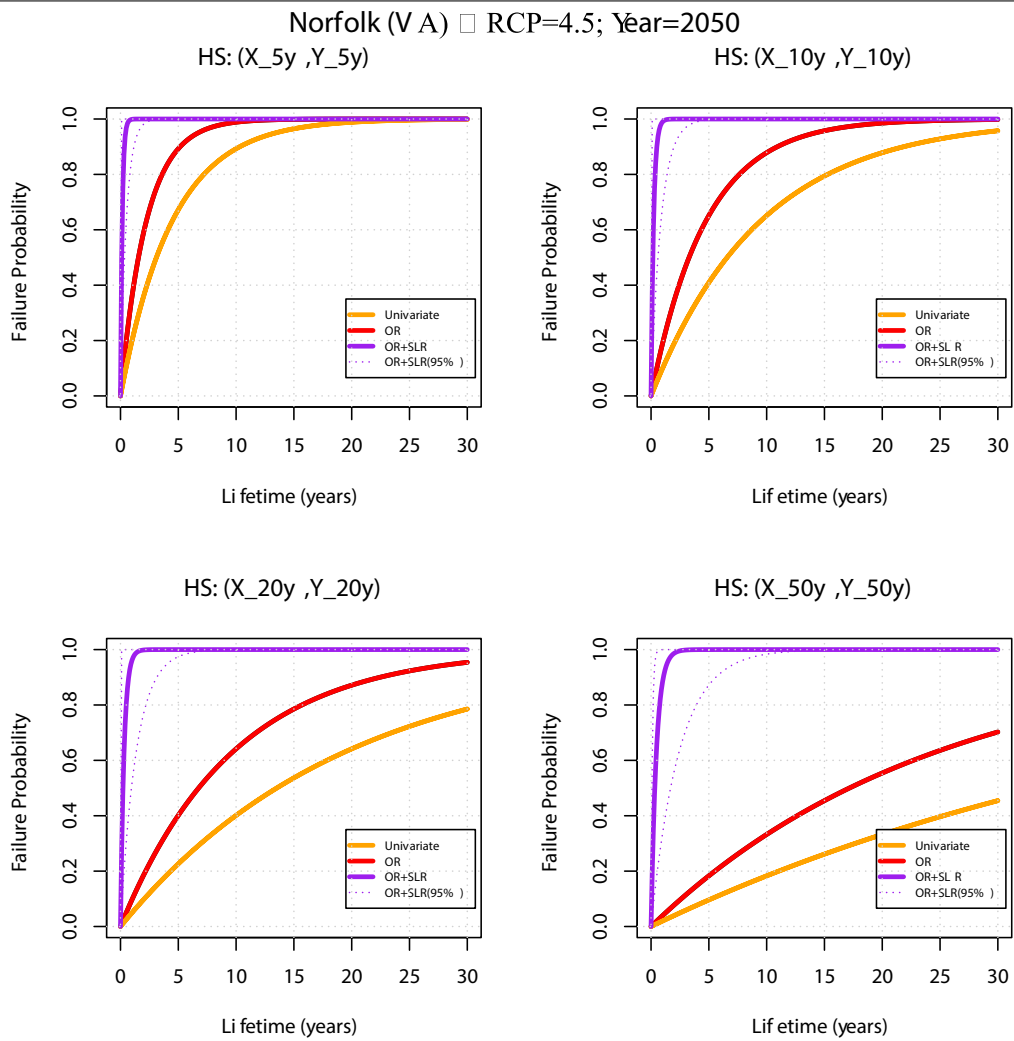 Norfolk (V A) □ RCP=4.5; Year=2050
HS: (X_5y ,Y_5y)
Failure Probability
1.0
0.8
0.6
0.4
0.2
0.0
Univariate
OR
OR+SL R
OR+SLR(95% )
0 5 10 15 20 25 30
Li fetime (years)
HS: (X_10y ,Y_10y)
Failure Probability
1.0
0.8
0.6
0.4
0.2
0.0
Univariate
OR
OR+SL R
OR+SLR(95% )
0 5 10 15 20 25 30
Lif etime (years)
HS: (X_20y ,Y_20y)
Failure Probability
1.0
0.8
0.6
0.4
0.2
0.0
Univariate
OR
OR+SL R
OR+SLR(95% )
0 5 10 15 20 25 30
Li fetime (years)
HS: (X_50y ,Y_50y)
Failure Probability
1.0
0.8
0.6
0.4
0.2
0.0
Univariate
OR
OR+SL R
OR+SLR(95% )
0 5 10 15 20 25 30
Lif etime (years)